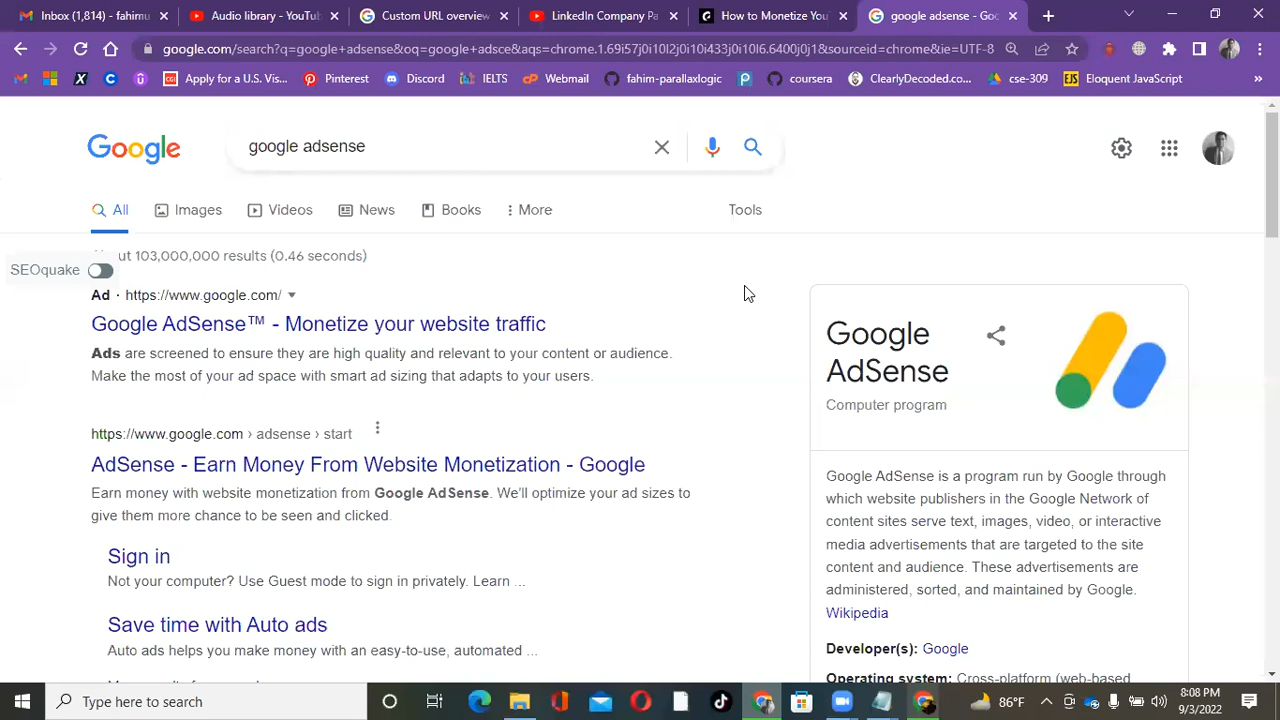 Inbox (1,814) - fahimu
Audio library - YouTub
Custom URL overview
LinkedIn Company Pa
How to Monetize You
google adsense - Goo
google.com/search?q=google+adsense&oq=google+adsce&aqs=chrome.1.69i57j0i10l2j0i10i433j0i10l6.6400j0j1&sourceid=chrome&ie=UTF-8
Apply for a U.S. Vis...
Pinterest
Discord
IELTS
Webmail
fahim-parallaxlogic
coursera
ClearlyDecoded.co...
cse-309
EJS
Eloquent JavaScript
Google
google adsense
All
Images
Videos
News
Books
More
Tools
ut 103,000,000 results (0.46 seconds)
SEOquake
Ad · https://www.google.com/
Google AdSense™ - Monetize your website traffic
Ads are screened to ensure they are high quality and relevant to your content or audience.
Make the most of your ad space with smart ad sizing that adapts to your users.
https://www.google.com › adsense › start
AdSense - Earn Money From Website Monetization - Google
Earn money with website monetization from Google AdSense. We'll optimize your ad sizes to
give them more chance to be seen and clicked.
Sign in
Not your computer? Use Guest mode to sign in privately. Learn ...
Save time with Auto ads
Auto ads helps you make money with an easy-to-use, automated ...
Google
AdSense
Computer program
Google AdSense is a program run by Google through
which website publishers in the Google Network of
content sites serve text, images, video, or interactive
media advertisements that are targeted to the site
content and audience. These advertisements are
administered, sorted, and maintained by Google.
Wikipedia
Developer(s): Google
Operating system: Cross-platform (web-based
Type here to search
86°F
8:08 PM
9/3/2022